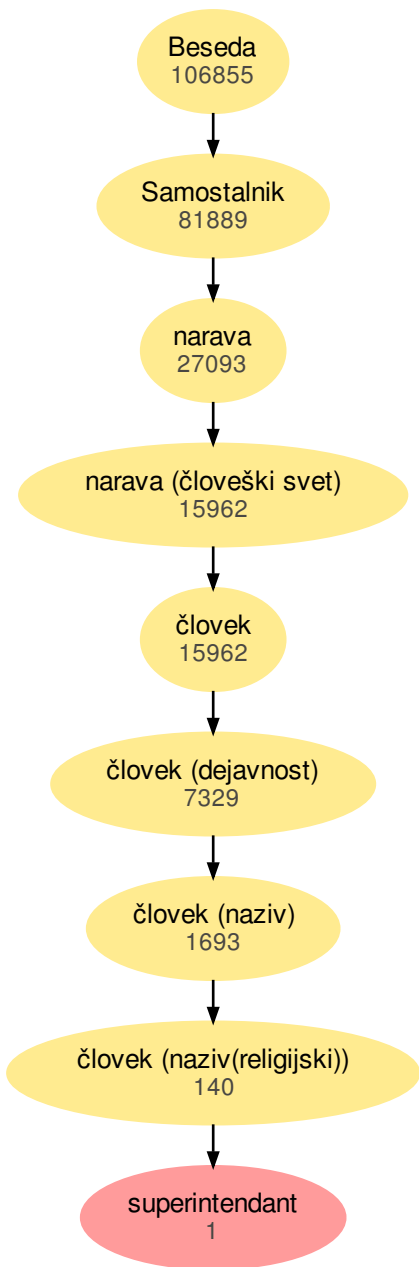 Beseda
106855
Samostalnik
81889
narava
27093
narava (človeški svet)
15962
človek
15962
človek (dejavnost)
7329
človek (naziv)
1693
človek (naziv(religijski))
140
superintendant
1